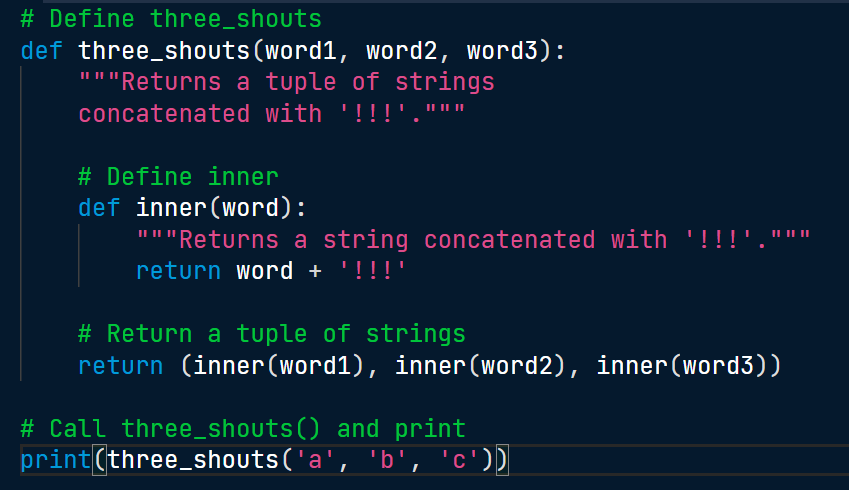 # Define three_shouts
def three_shouts(word1, word2, word3):
    """Returns a tuple of strings
    concatenated with '!!!'."""

    # Define inner
    def inner(word):
        """Returns a string concatenated with '!!!'."""
        return word + '!!!'

    # Return a tuple of strings
    return (inner(word1), inner(word2), inner(word3))

# Call three_shouts() and print
print(three_shouts('a', 'b', 'c'))